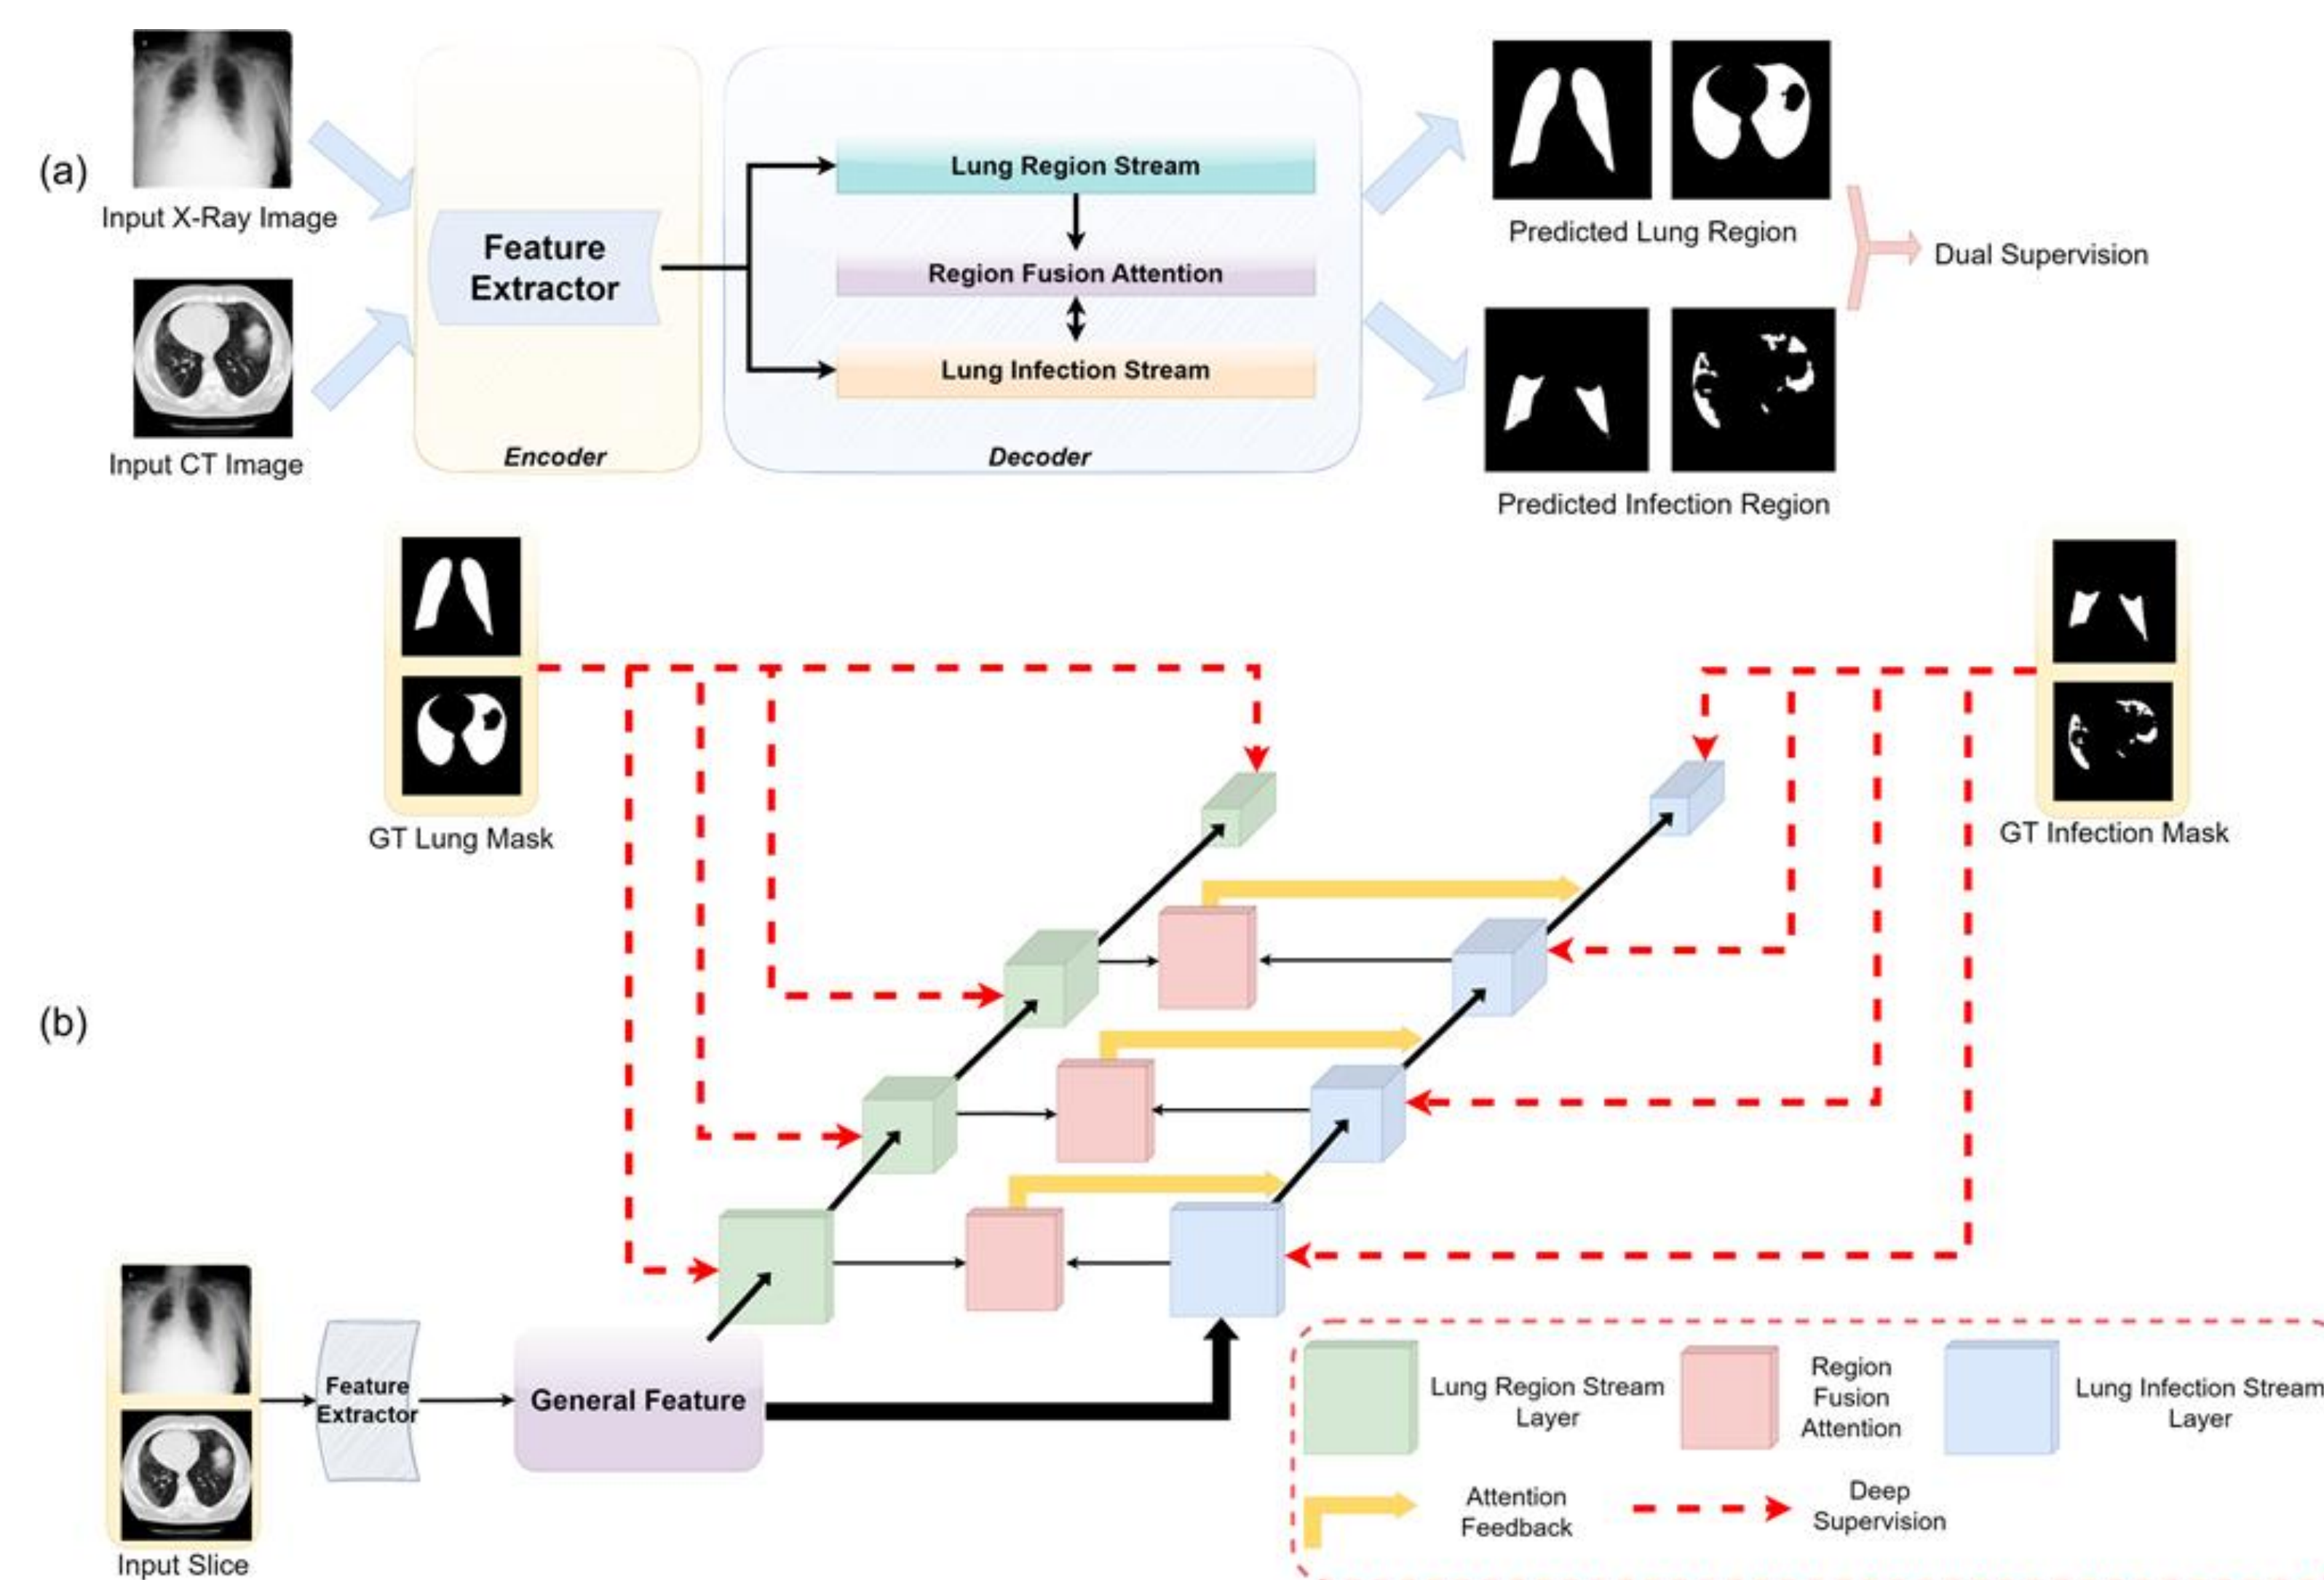 (a)
Input X-Ray Image
Input CT Image
Feature
Extractor
Encoder
Lung Region Stream
Region Fusion Attention
Lung Infection Stream
Decoder
Predicted Lung Region
Predicted Infection Region
Dual Supervision
(b)
GT Lung Mask
GT Infection Mask
Input Slice
Feature
Extractor
General Feature
Lung Region Stream
Layer
Region
Fusion
Attention
Lung Infection Stream
Layer
Attention
Feedback
Deep
Supervision